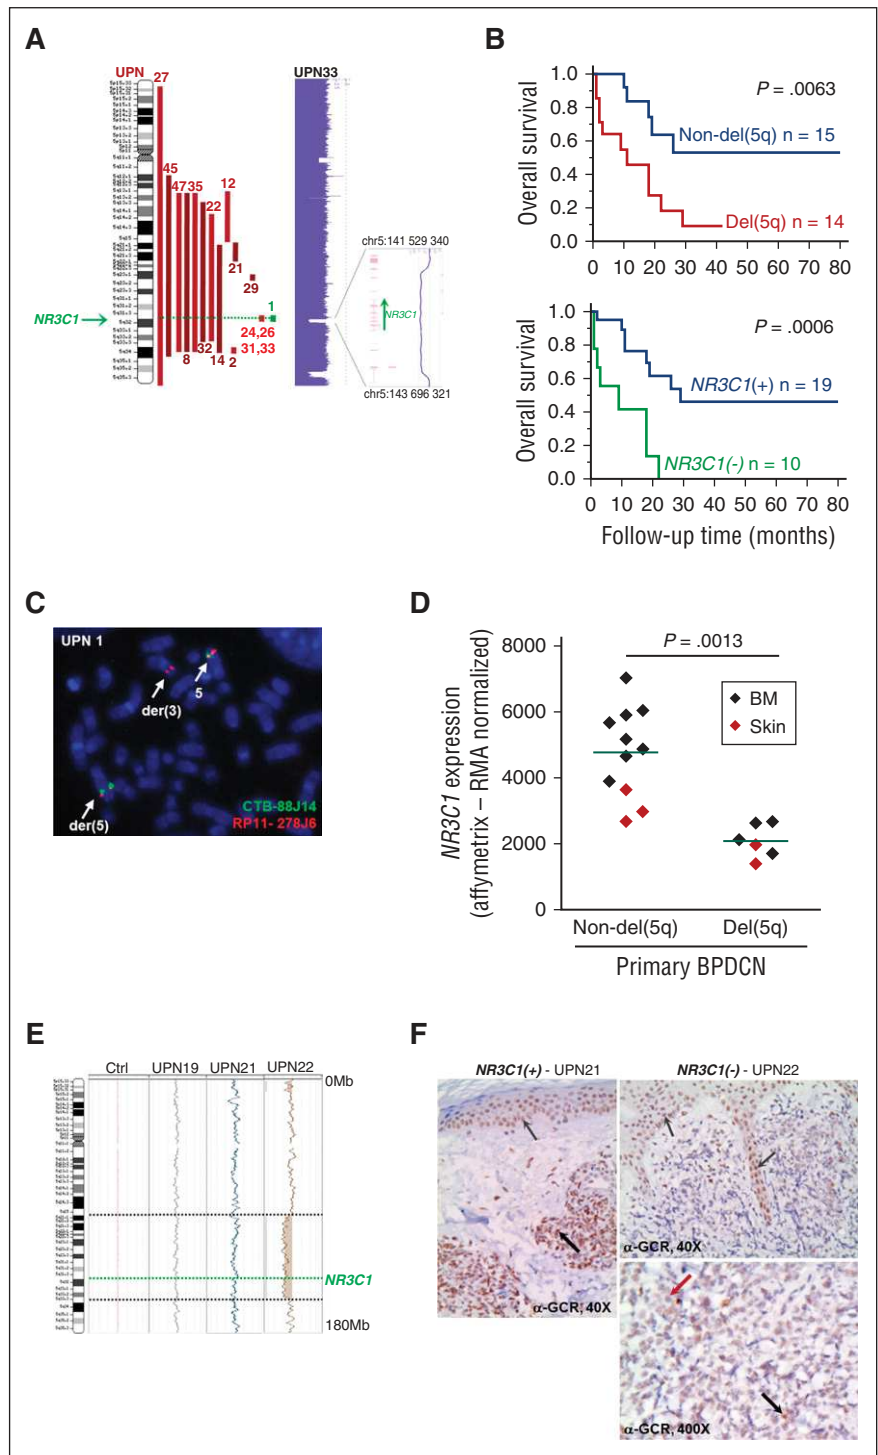 A
UPN
27
45
47 35
12
22
21
29
1
NR3C1
24,26
31,33
32
8
14
2
UPN33
chr5:141 529 340
NR3C1
chr5:143 696 321
B
Overall survival
1.0
0.8
0.6
0.4
0.2
0.0
P = .0063
Non-del(5q) n = 15
Del(5q) n = 14
0 10 20 30 40 50 60 70 80
Overall survival
1.0
0.8
0.6
0.4
0.2
0.0
P = .0006
NR3C1(+) n = 19
NR3C1(-) n = 10
0 10 20 30 40 50 60 70 80
Follow-up time (months)
C
UPN 1
der(3)
5
der(5)
CTB-88J14
RP11- 278J6
D
NR3C1 expression
(affymetrix – RMA normalized)
8000
6000
4000
2000
0
P = .0013
BM
Skin
Non-del(5q) Del(5q)
Primary BPDCN
E
Ctrl UPN19 UPN21 UPN22
0Mb
NR3C1
180Mb
F
NR3C1(+) - UPN21
NR3C1(-) - UPN22
α-GCR, 40X
α-GCR, 40X
α-GCR, 400X